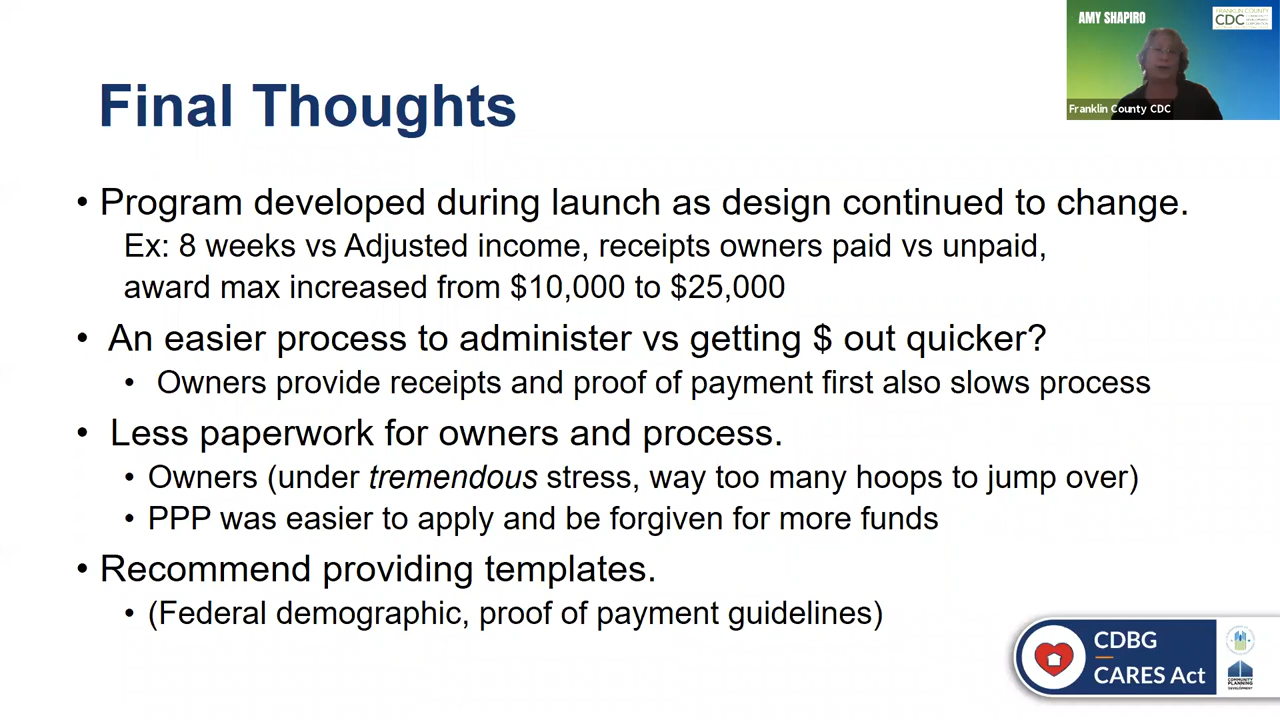 AMY SHAPIRO
FRANKLIN COUNTY
CDC
Franklin County CDC
Final Thoughts
• Program developed during launch as design continued to change.
Ex: 8 weeks vs Adjusted income, receipts owners paid vs unpaid,
award max increased from $10,000 to $25,000
• An easier process to administer vs getting $ out quicker?
• Owners provide receipts and proof of payment first also slows process
• Less paperwork for owners and process.
• Owners (under tremendous stress, way too many hoops to jump over)
• PPP was easier to apply and be forgiven for more funds
• Recommend providing templates.
• (Federal demographic, proof of payment guidelines)
CDBG
CARES Act
COMMUNITY
PLANNING
DEVELOPMENT